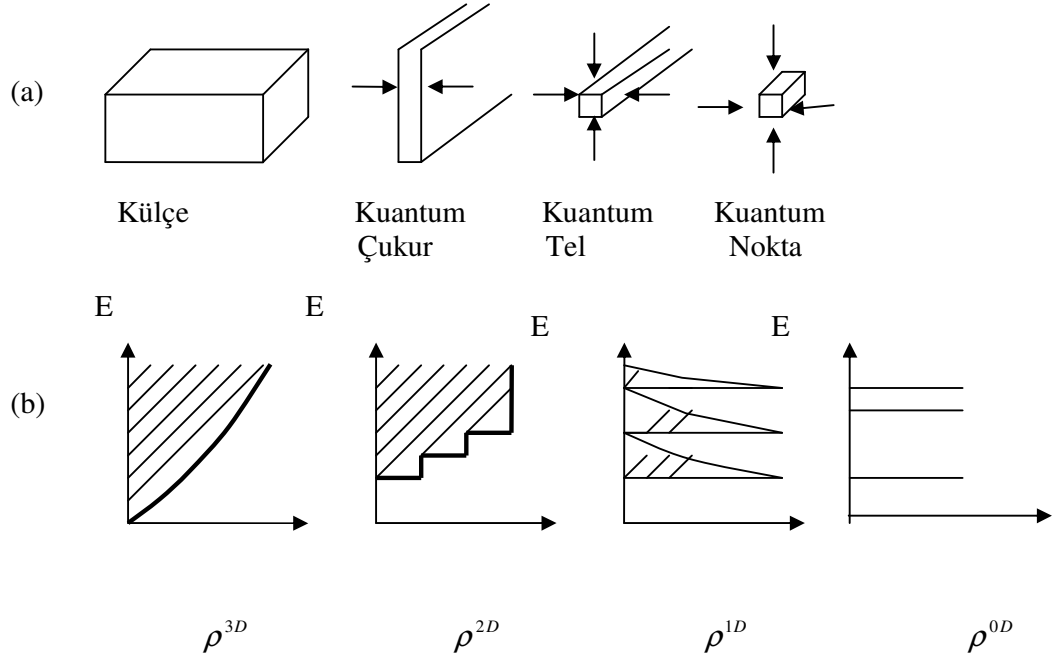 (a)
Külçe
Kuantum Çukur
Kuantum Tel
Kuantum Nokta
E
E
E
E
(b)
ρ^{3D}
ρ^{2D}
ρ^{1D}
ρ^{0D}